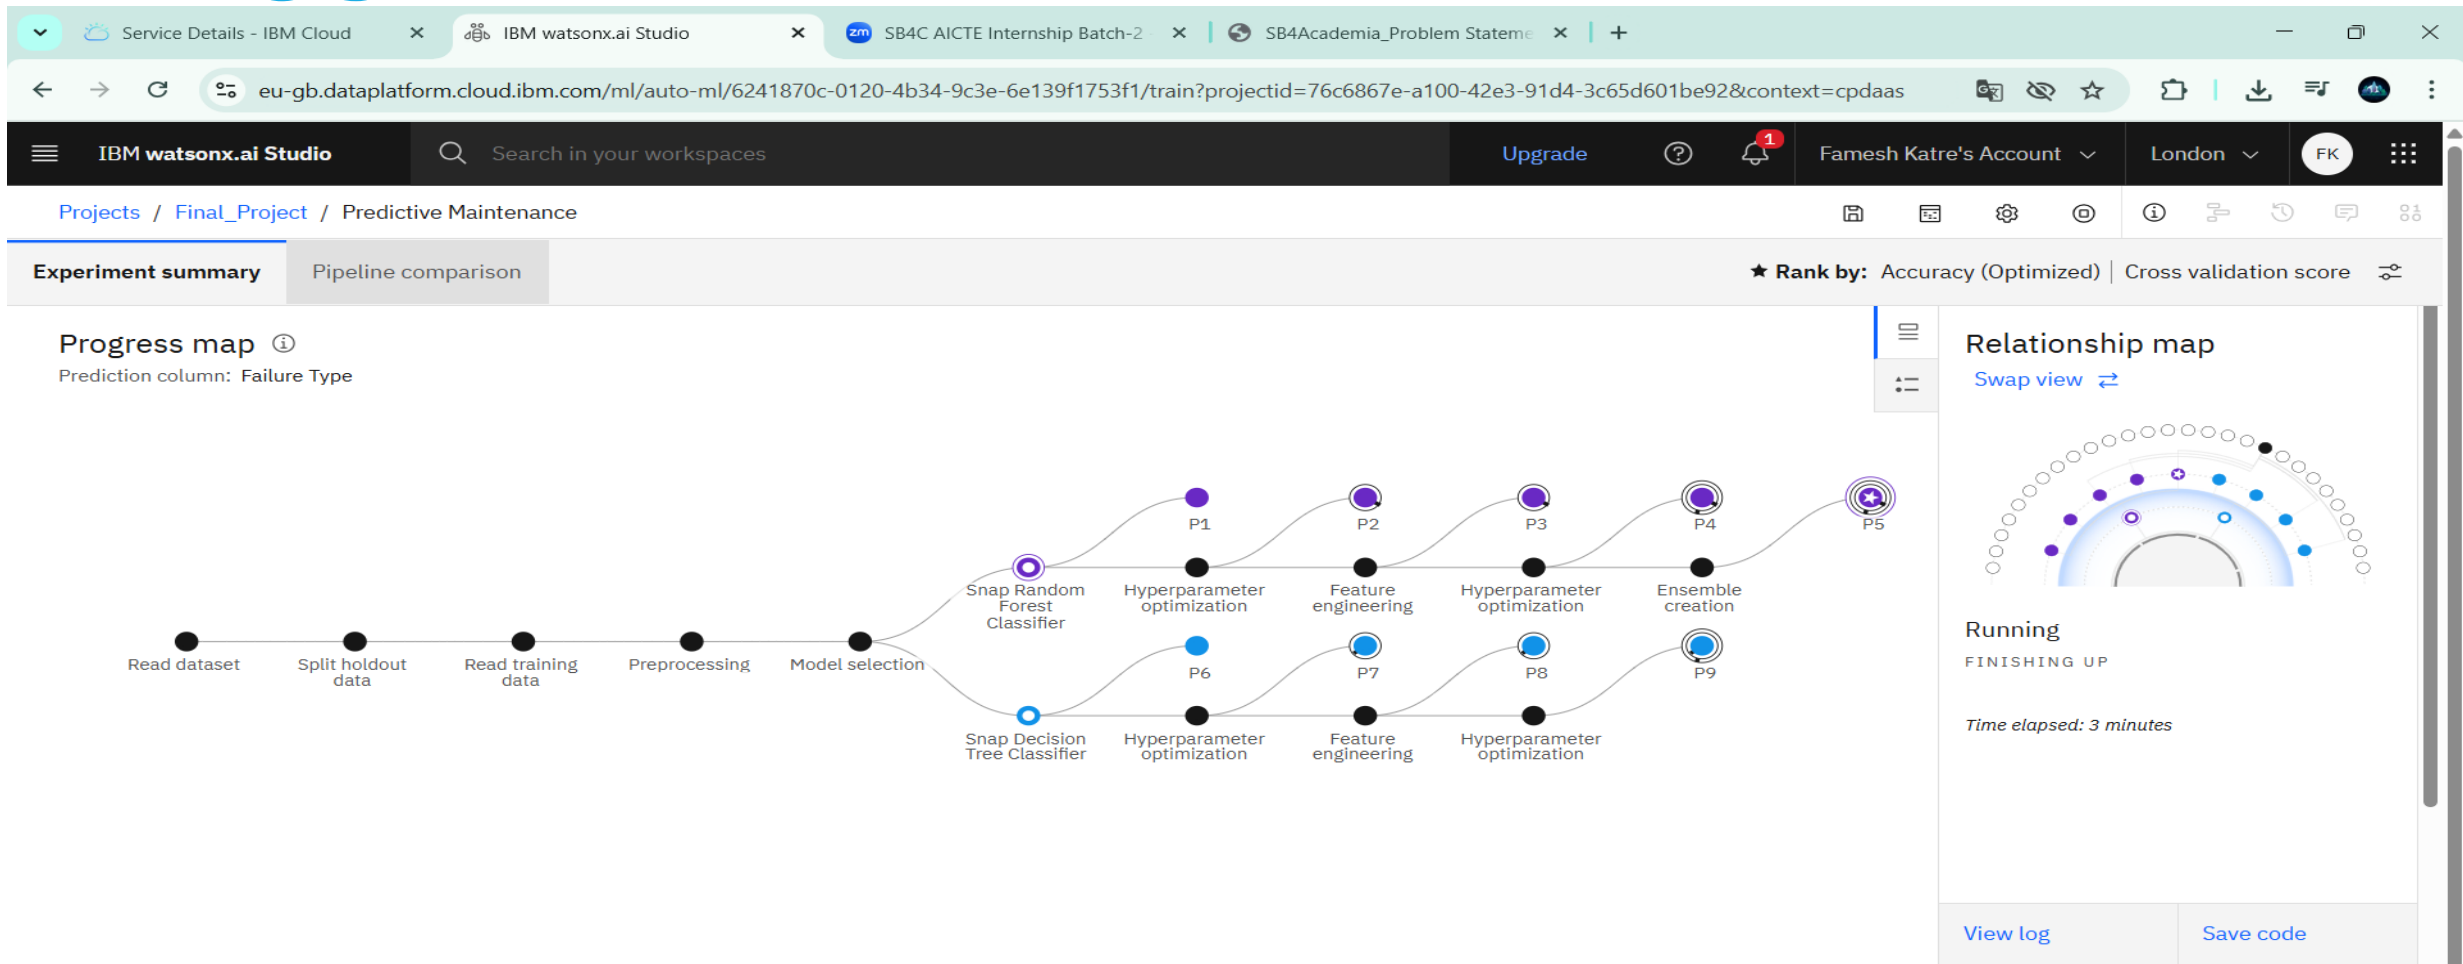 Service Details - IBM Cloud
IBM watsonx.ai Studio
zm SB4C AICTE Internship Batch-2
SB4Academia_Problem Stateme
eu-gb.dataplatform.cloud.ibm.com/ml/auto-ml/6241870c-0120-4b34-9c3e-6e139f1753f1/train?projectid=76c6867e-a100-42e3-91d4-3c65d601be92&context=cpdaas
IBM watsonx.ai Studio
Search in your workspaces
Upgrade
1
Famesh Katre's Account
London
FK
Projects / Final_Project / Predictive Maintenance
Experiment summary
Pipeline comparison
★ Rank by: Accuracy (Optimized) | Cross validation score
Progress map
Prediction column: Failure Type
Relationship map
Swap view
P1
P2
P3
P4
P5
Snap Random
Forest
Classifier
Hyperparameter
optimization
Feature
engineering
Hyperparameter
optimization
Ensemble
creation
Read dataset
Split holdout
data
Read training
data
Preprocessing
Model selection
P6
P7
P8
P9
Snap Decision
Tree Classifier
Hyperparameter
optimization
Feature
engineering
Hyperparameter
optimization
Running
FINISHING UP
Time elapsed: 3 minutes
View log
Save code